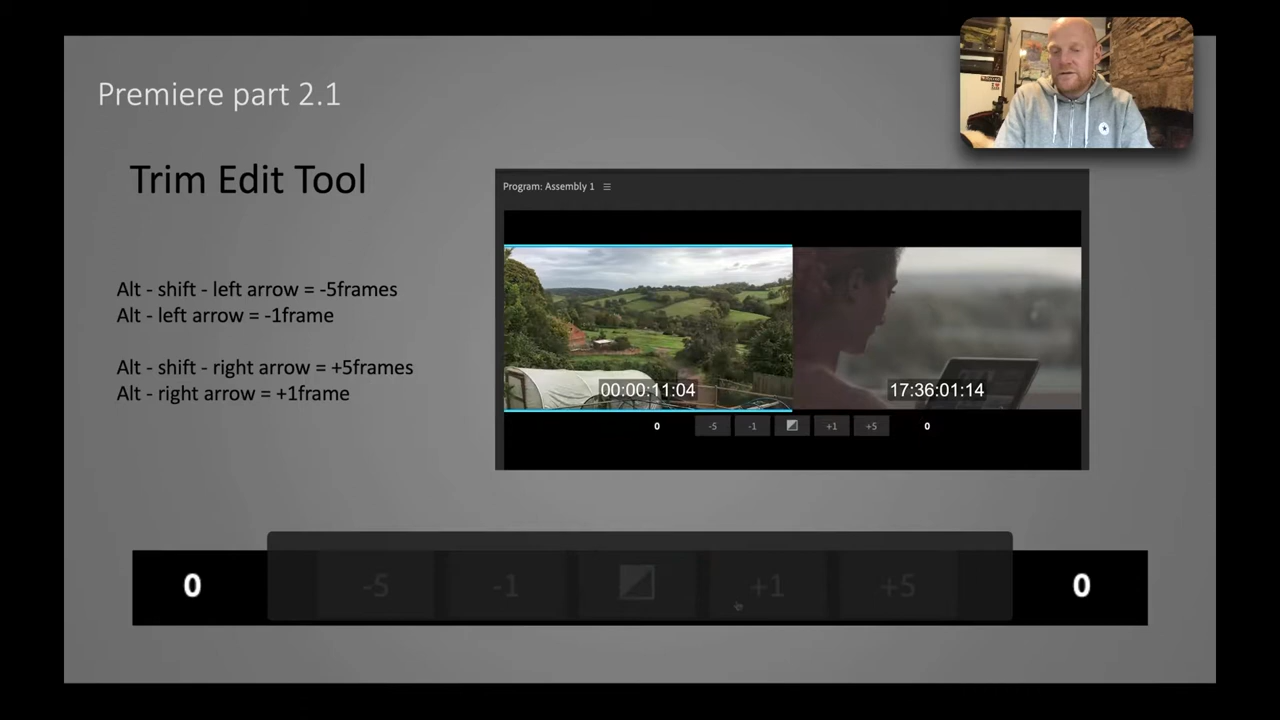 Premiere part 2.1
Trim Edit Tool
Alt - shift - left arrow = -5frames
Alt - left arrow = -1frame
Alt - shift - right arrow = +5frames
Alt - right arrow = +1frame
Program: Assembly 1
00:00:11:04
17:36:01:14
0 -5 -1 +1 +5 0
0 -5 -1 +1 +5 0